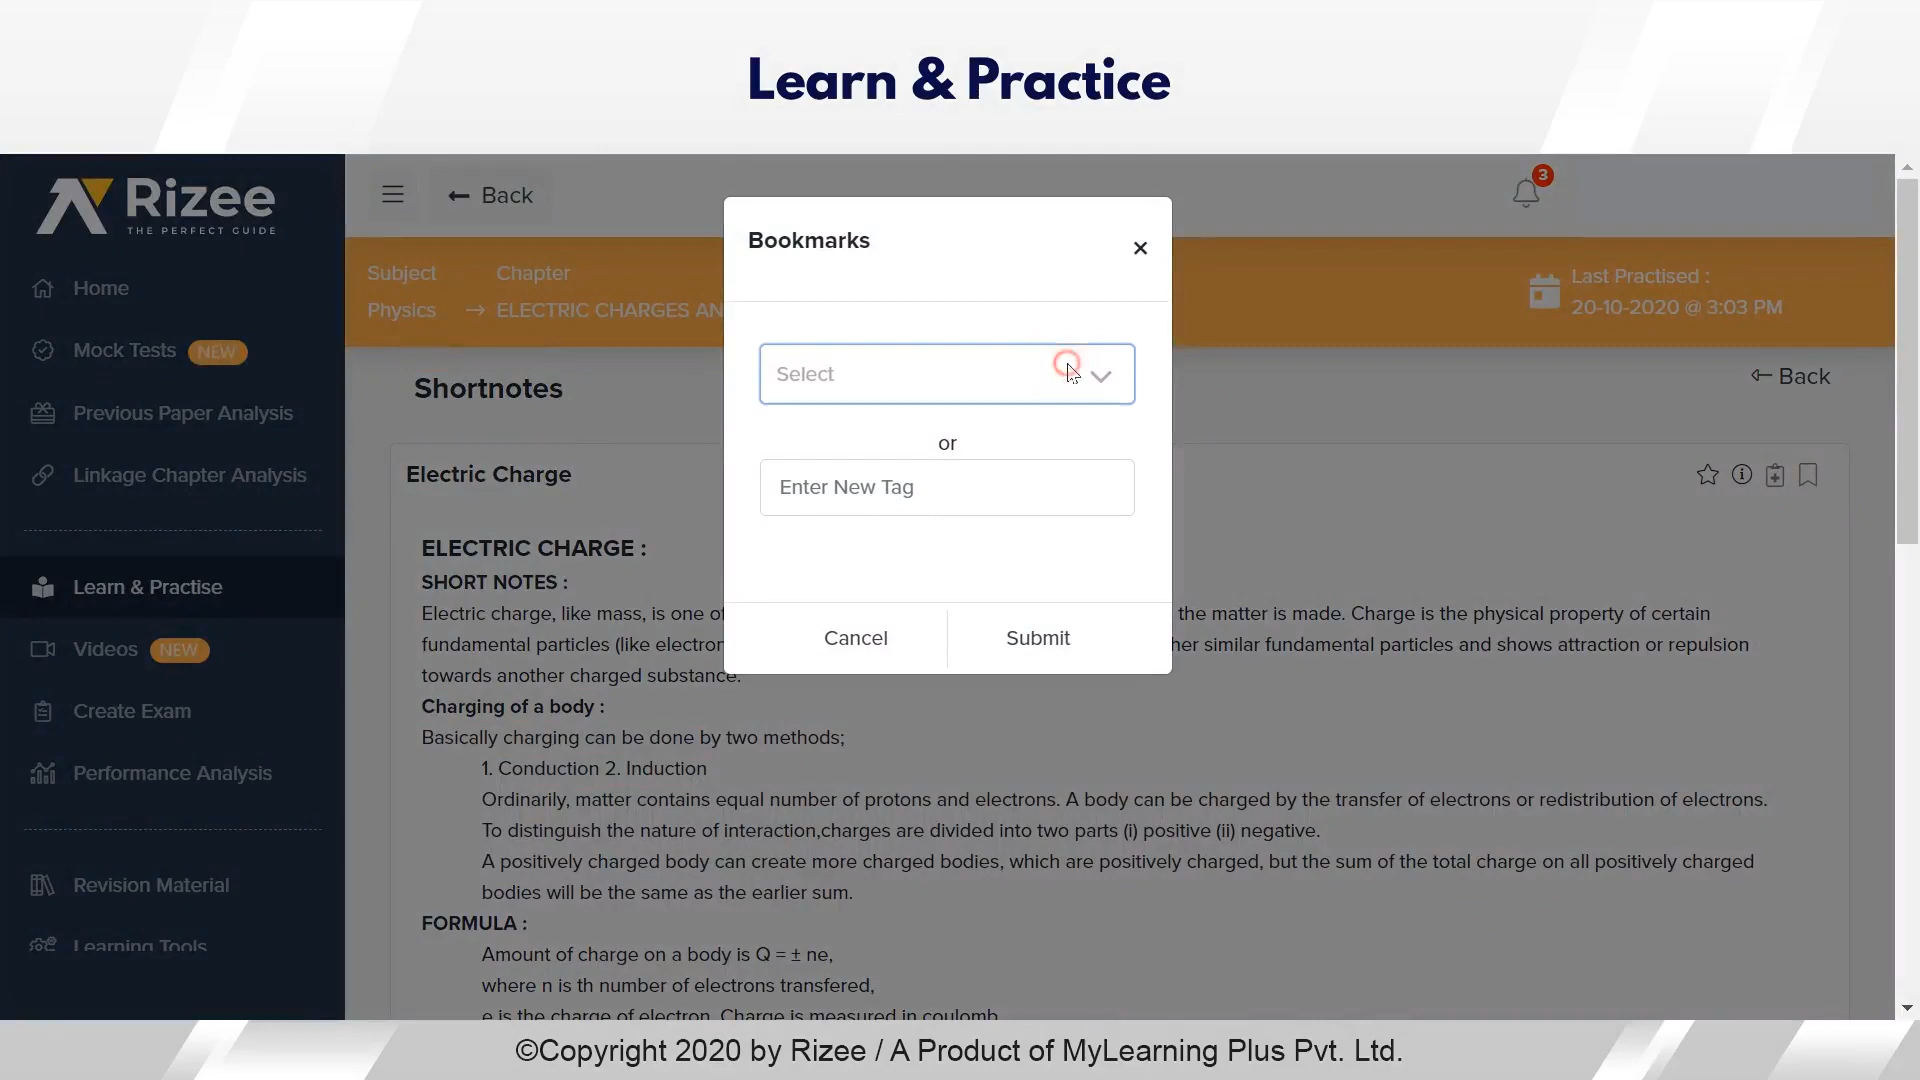 Learn & Practice
Rizee
THE PERFECT GUIDE
Home
Mock Tests NEW
Previous Paper Analysis
Linkage Chapter Analysis
Learn & Practise
Videos NEW
Create Exam
Performance Analysis
Revision Material
Learning Tools
← Back
3
Subject Chapter
Physics → ELECTRIC CHARGES AN
Last Practised :
20-10-2020 @ 3:03 PM
Bookmarks
×
Select
or
Enter New Tag
Cancel Submit
Shortnotes
← Back
Electric Charge
ELECTRIC CHARGE :
SHORT NOTES :
Electric charge, like mass, is one of the matter is made. Charge is the physical property of certain
fundamental particles (like electron her similar fundamental particles and shows attraction or repulsion
towards another charged substance.
Charging of a body :
Basically charging can be done by two methods;
1. Conduction 2. Induction
Ordinarily, matter contains equal number of protons and electrons. A body can be charged by the transfer of electrons or redistribution of electrons.
To distinguish the nature of interaction,charges are divided into two parts (i) positive (ii) negative.
A positively charged body can create more charged bodies, which are positively charged, but the sum of the total charge on all positively charged
bodies will be the same as the earlier sum.
FORMULA :
Amount of charge on a body is Q = ± ne,
where n is th number of electrons transfered,
e is the charge of electron. Charge is measured in coulomb
©Copyright 2020 by Rizee / A Product of MyLearning Plus Pvt. Ltd.